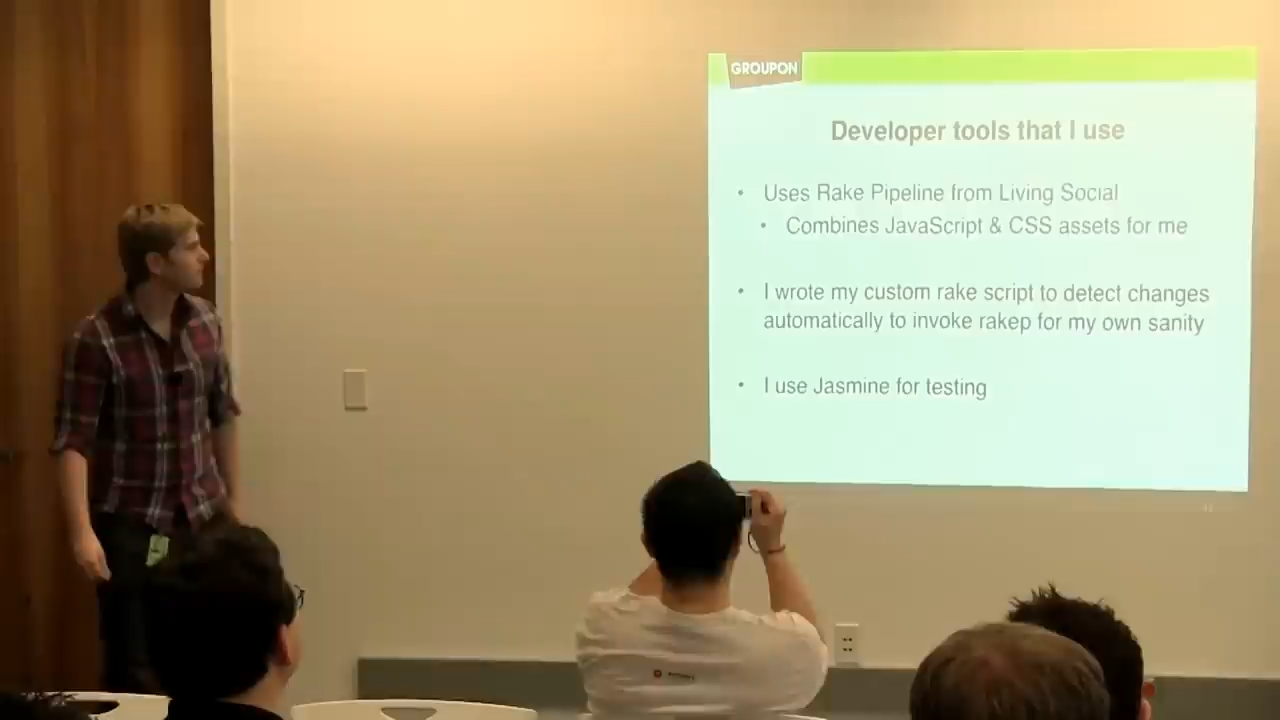 GROUPON
Developer tools that I use
• Uses Rake Pipeline from Living Social
• Combines JavaScript & CSS assets for me
• I wrote my custom rake script to detect changes
automatically to invoke rakep for my own sanity
• I use Jasmine for testing